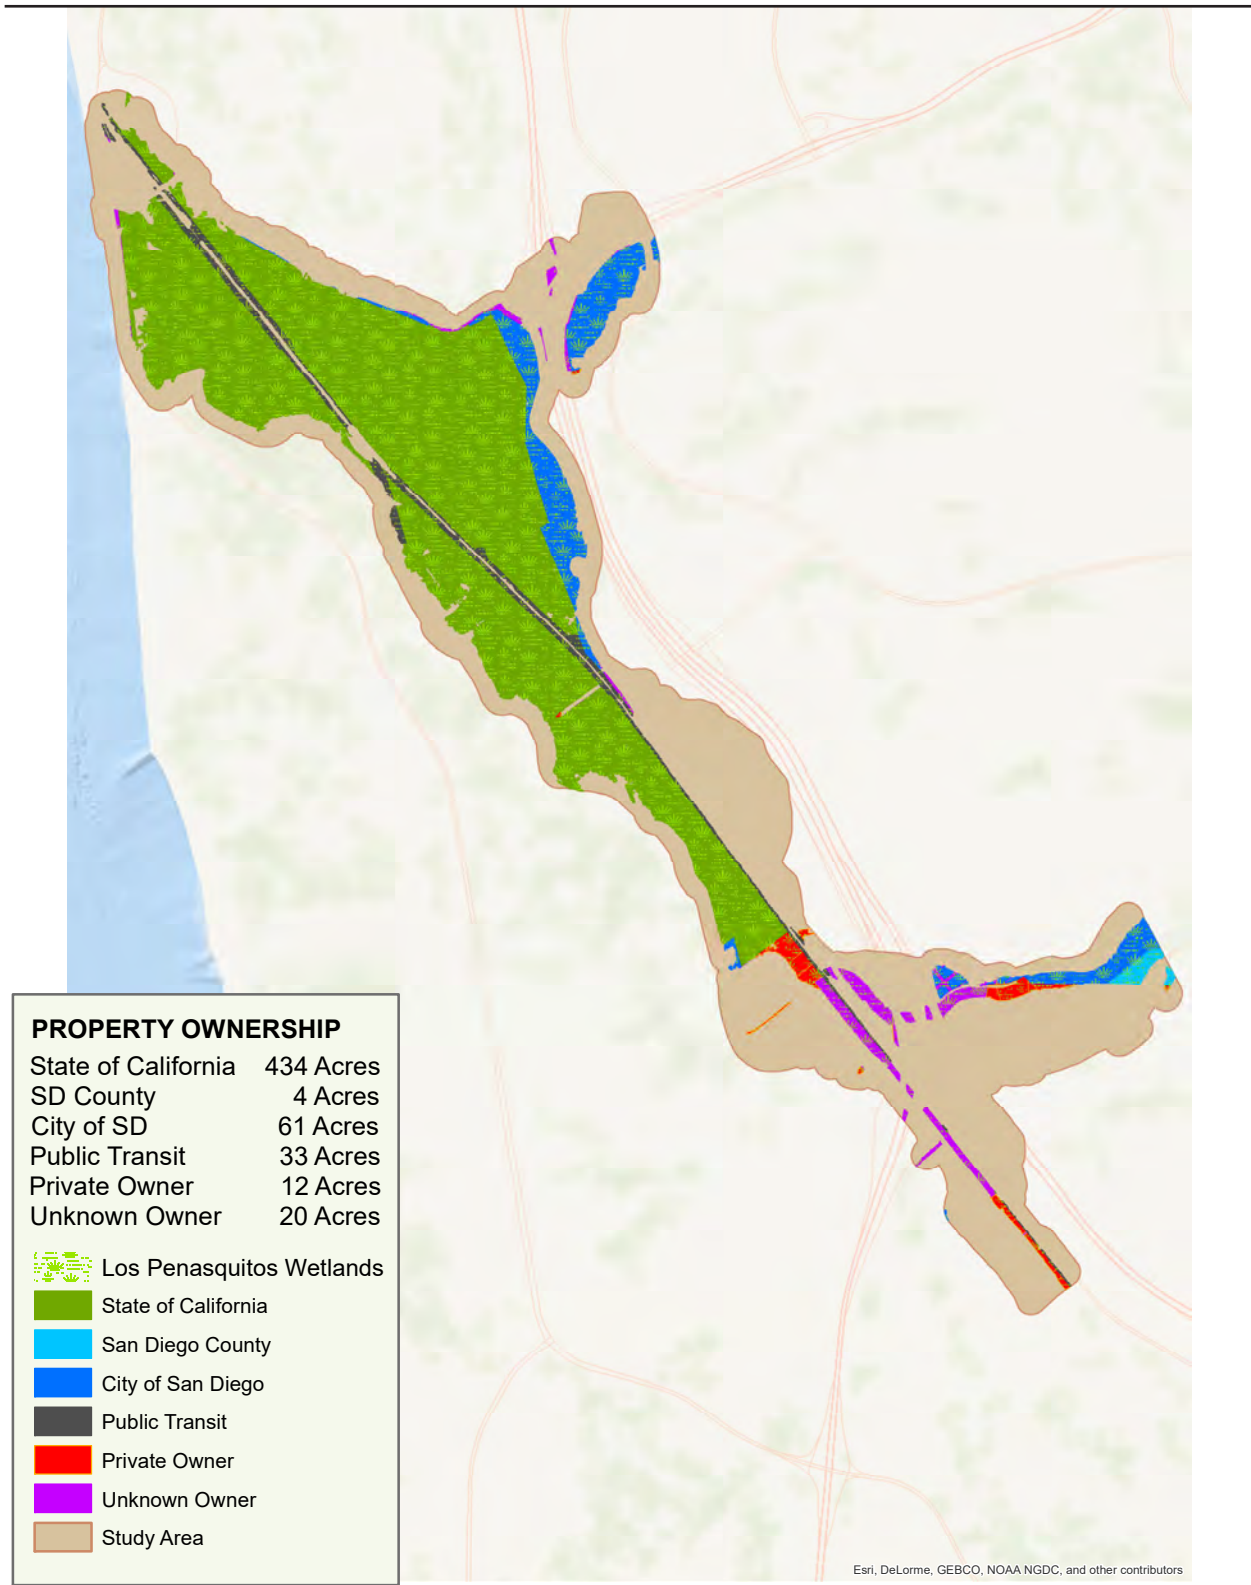 PROPERTY OWNERSHIP
State of California 434 Acres
SD County 4 Acres
City of SD 61 Acres
Public Transit 33 Acres
Private Owner 12 Acres
Unknown Owner 20 Acres
Los Penasquitos Wetlands
State of California
San Diego County
City of San Diego
Public Transit
Private Owner
Unknown Owner
Study Area
Esri, DeLorme, GEBCO, NOAA NGDC, and other contributors